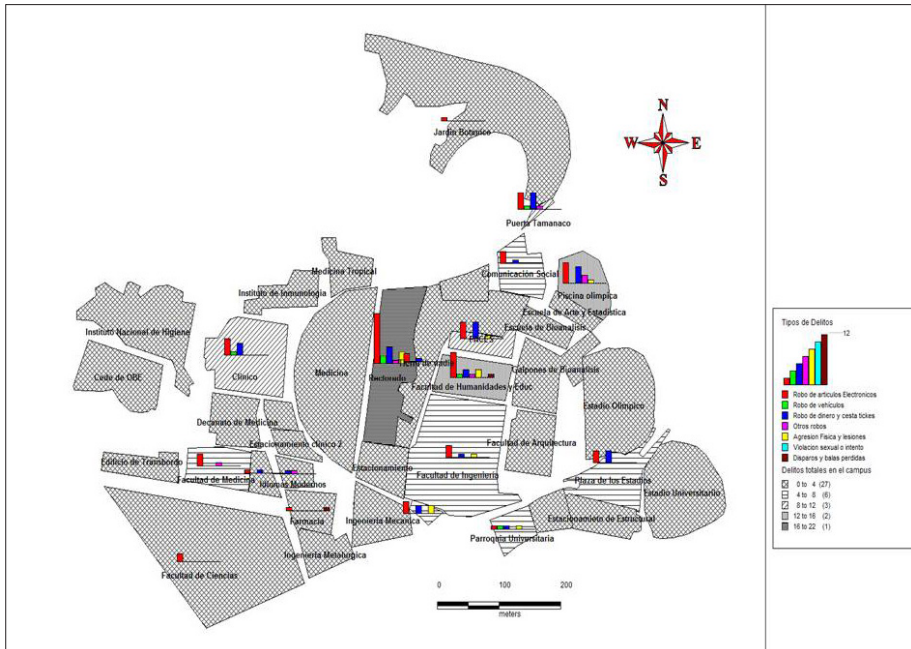 N
W E
S
Jardin Botanico
Puerta Tamanaco
Comunicación Social
Medicina Tropical
Instituto de Inmunologia
Piscina olimpica
Escuela de Arte y Estadística
Instituto Nacional de Higiene
Escuela de Bioanalisis
Clinico
Medicina
Rectorado
Galpones de Bioanalisis
Cede de OBE
Facultad de Humanidades y Educ
Estadio Olimpico
Decanato de Medicina
Estacionamiento clinico 2
Facultad de Arquitectura
Edificio de Transbordo
Estacionamiento
Facultad de Medicina
Idiomas Modernos
Facultad de Ingeniería
Plaza de los Estadios
Estadio Universitario
Farmacia
Ingenieria Mecanica
Estacionamiento de Estructural
Parroquia Universitaria
Ingenieria Metalurgica
Facultad de Ciencias
0 100 200
meters
Tipos de Delitos
12
Robo de articulos Electronicos
Robo de vehículos
Robo de dinero y cesta tickes
Otros robos
Agresion Fisica y lesiones
Violacion sexual o intento
Disparos y balas perdidas
Delitos totales en el campus
0 to 4 (27)
4 to 8 (6)
8 to 12 (3)
12 to 16 (2)
16 to 22 (1)